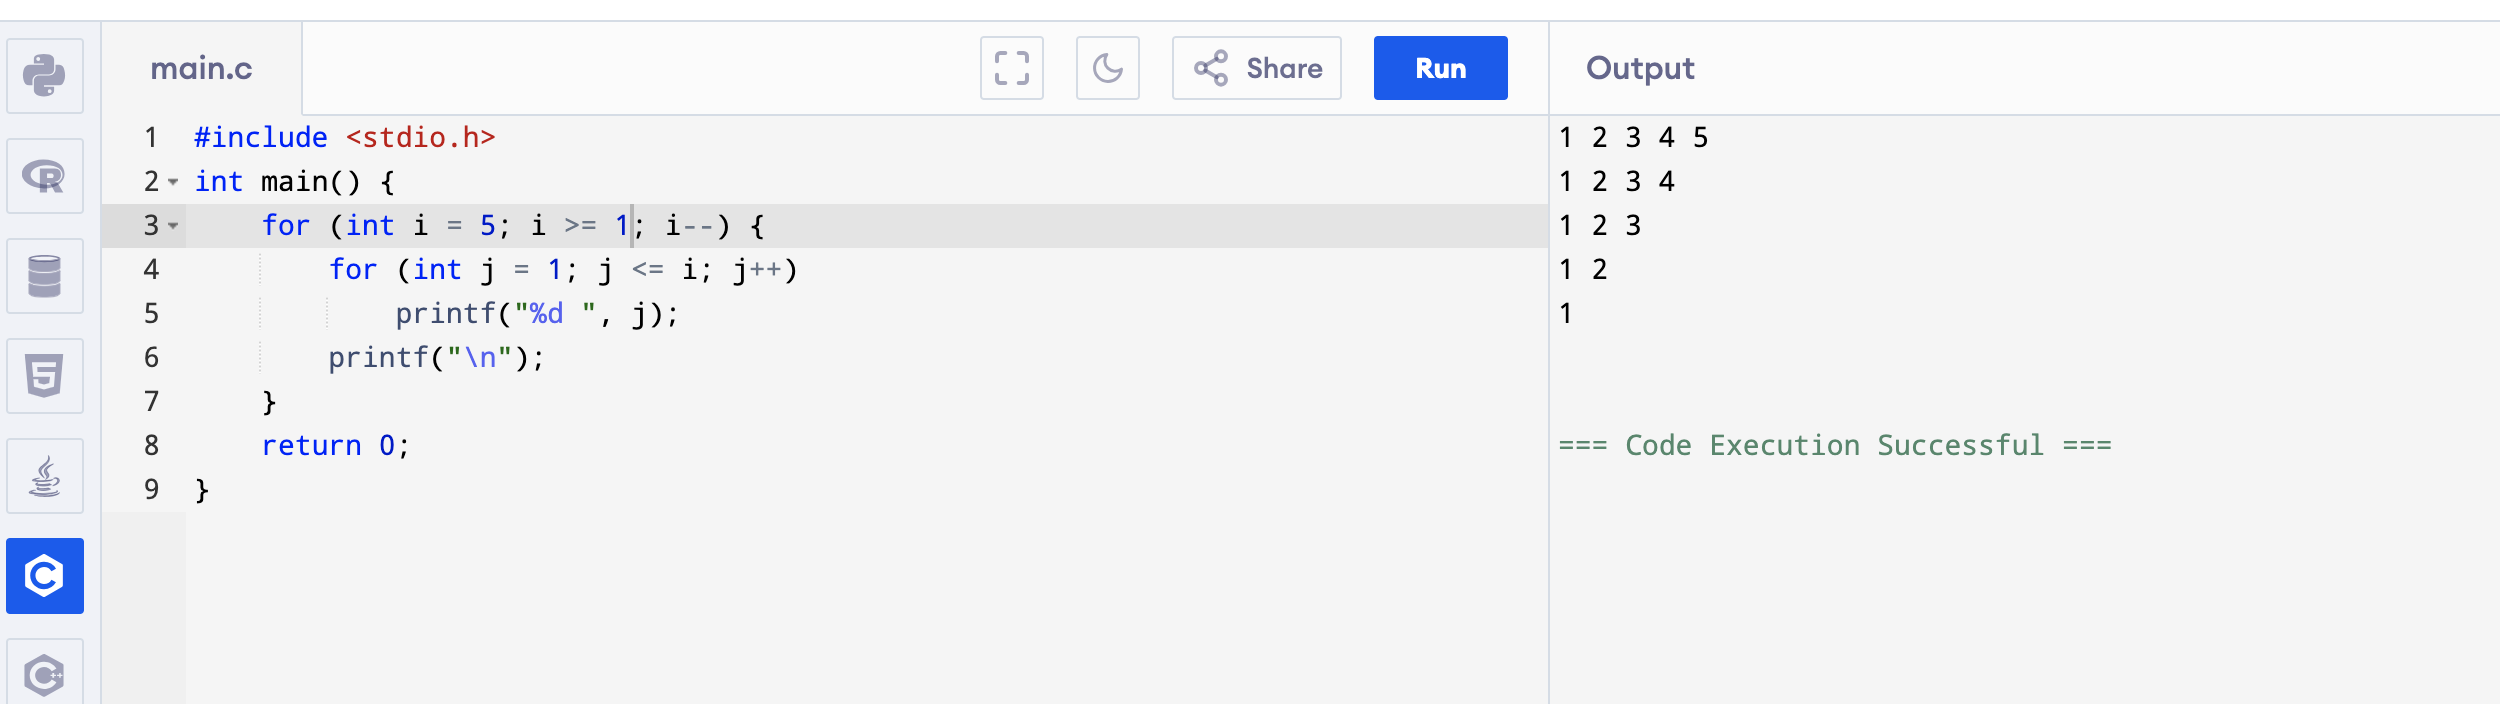 main.c
Share
Run
Output
1 #include <stdio.h>
2 int main() {
3     for (int i = 5; i >= 1; i--) {
4         for (int j = 1; j <= i; j++)
5             printf("%d ", j);
6         printf("\n");
7     }
8     return 0;
9 }
1 2 3 4 5
1 2 3 4
1 2 3
1 2
1
=== Code Execution Successful ===
R
5
C
C++